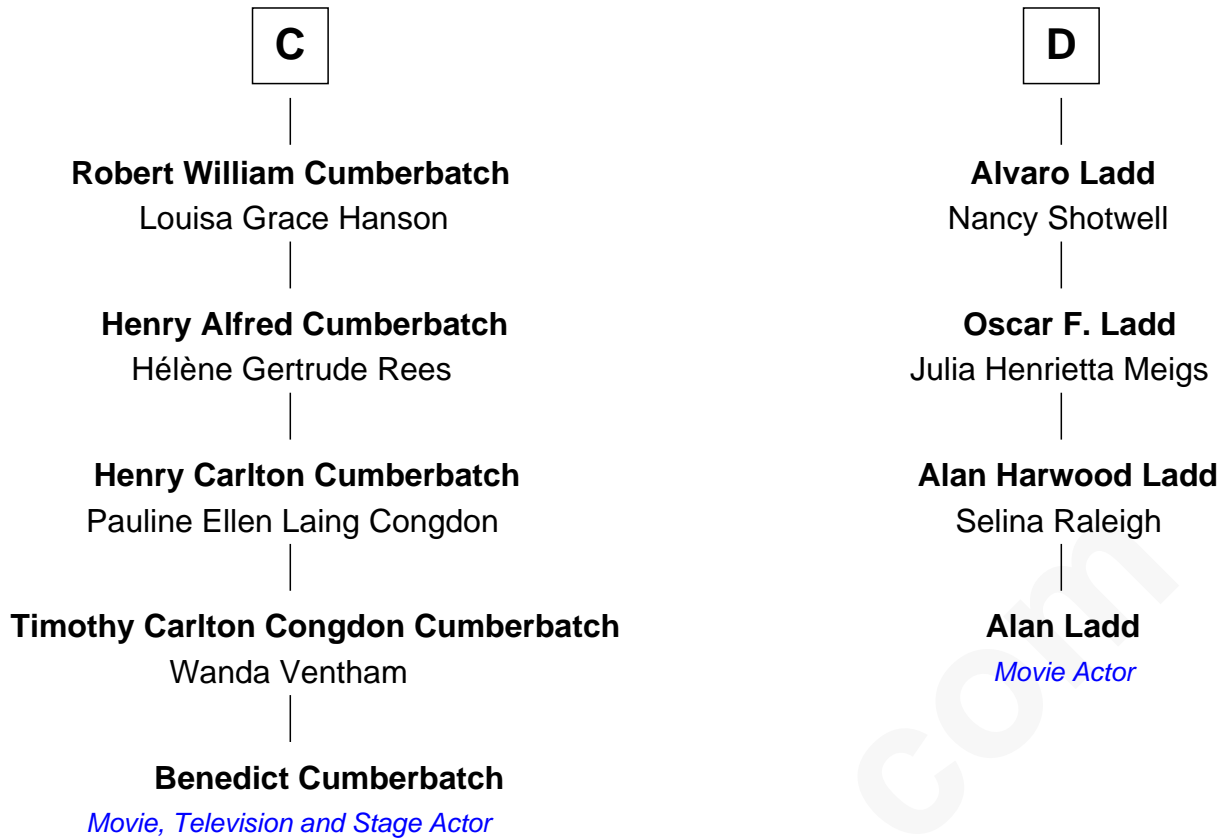 C
Robert William Cumberbatch
Louisa Grace Hanson
Henry Alfred Cumberbatch
Hélène Gertrude Rees
Henry Carlton Cumberbatch
Pauline Ellen Laing Congdon
Timothy Carlton Congdon Cumberbatch
Wanda Ventham
Benedict Cumberbatch
Movie, Television and Stage Actor
D
Alvaro Ladd
Nancy Shotwell
Oscar F. Ladd
Julia Henrietta Meigs
Alan Harwood Ladd
Selina Raleigh
Alan Ladd
Movie Actor
com